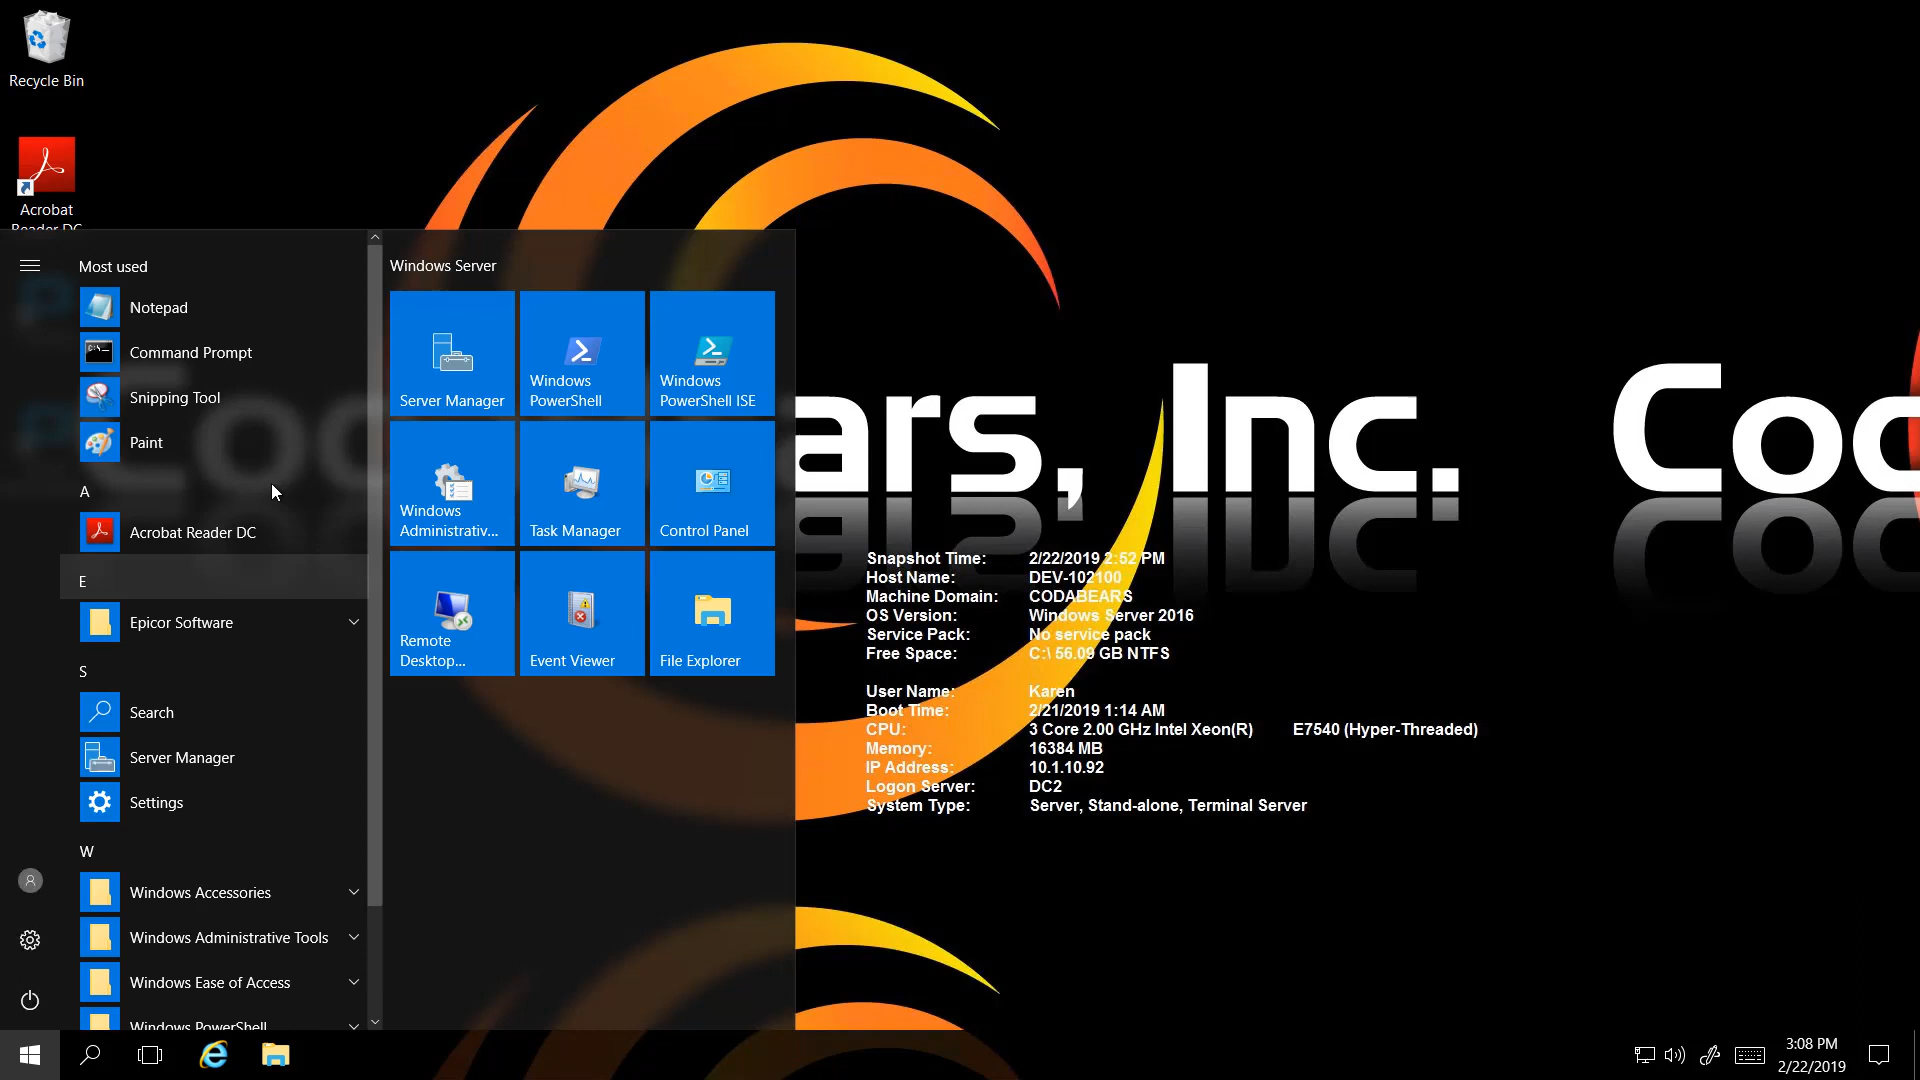 Recycle Bin
Acrobat
Reader DC
Most used
Notepad
Command Prompt
Snipping Tool
Paint
A
Acrobat Reader DC
E
Epicor Software
S
Search
Server Manager
Settings
W
Windows Accessories
Windows Administrative Tools
Windows Ease of Access
Windows PowerShell
Windows Server
Server Manager
Windows
PowerShell
Windows
PowerShell ISE
Windows
Administrativ...
Task Manager
Control Panel
Remote
Desktop...
Event Viewer
File Explorer
ars, Inc.
Cod
Snapshot Time: 2/22/2019 2:52 PM
Host Name: DEV-102100
Machine Domain: CODABEARS
OS Version: Windows Server 2016
Service Pack: No service pack
Free Space: C:\ 56.09 GB NTFS
User Name: Karen
Boot Time: 2/21/2019 1:14 AM
CPU: 3 Core 2.00 GHz Intel Xeon(R) E7540 (Hyper-Threaded)
Memory: 16384 MB
IP Address: 10.1.10.92
Logon Server: DC2
System Type: Server, Stand-alone, Terminal Server
3:08 PM
2/22/2019